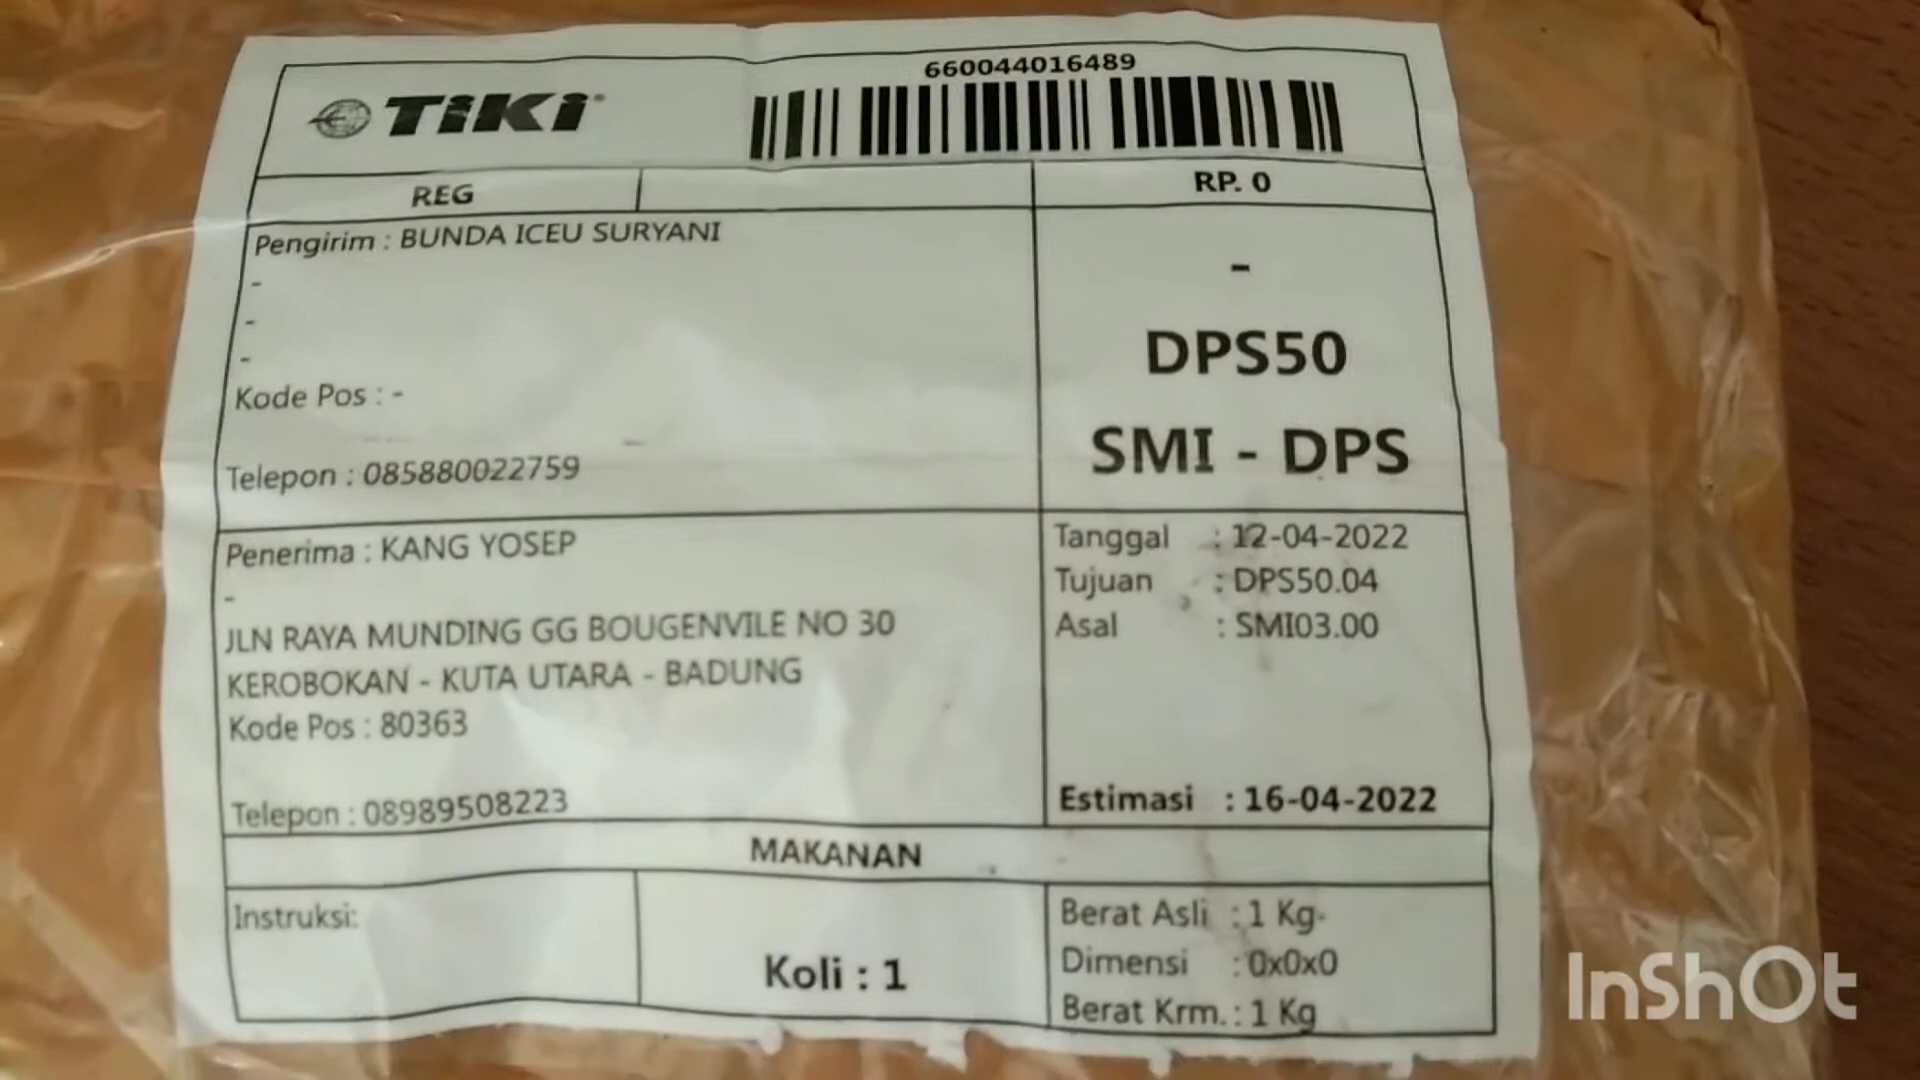 660044016489
TiKi
REG
RP. 0
Pengirim : BUNDA ICEU SURYANI
-
-
-
Kode Pos : -
Telepon : 085880022759
-
DPS50
SMI - DPS
Penerima : KANG YOSEP
-
JLN RAYA MUNDING GG BOUGENVILE NO 30
KEROBOKAN - KUTA UTARA - BADUNG
Kode Pos : 80363
Telepon : 08989508223
Tanggal : 12-04-2022
Tujuan : DPS50.04
Asal : SMI03.00
Estimasi : 16-04-2022
MAKANAN
Instruksi:
Koli : 1
Berat Asli : 1 Kg
Dimensi : 0x0x0
Berat Krm. : 1 Kg
InShOt